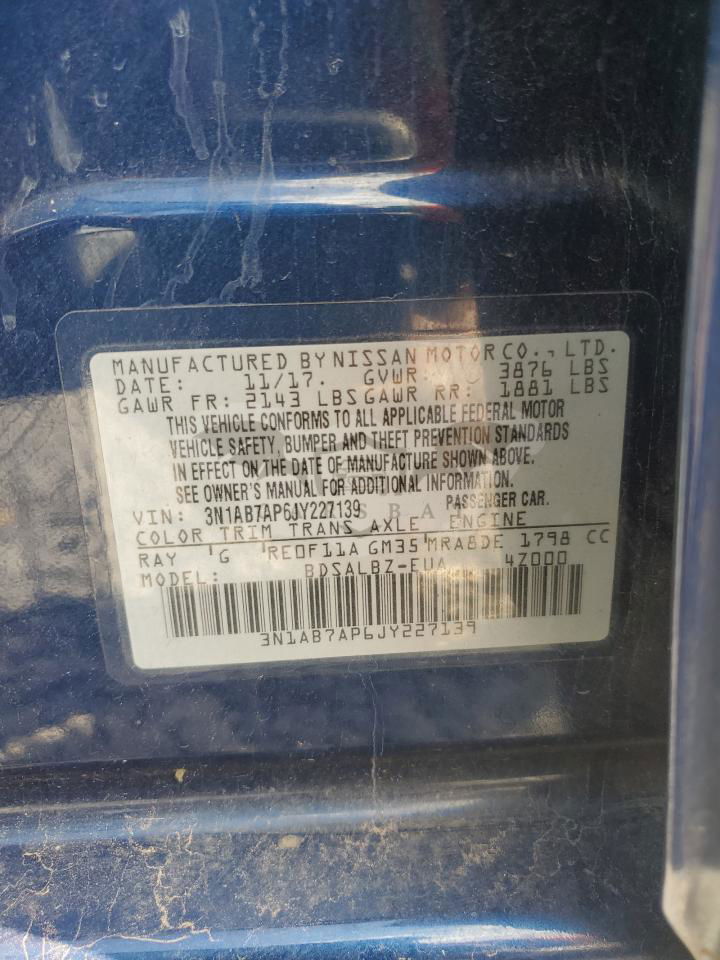 MANUFACTURED BY NISSAN MOTOR CO., LTD.
DATE: 11/17. GVWR: 3876 LBS
GAWR FR: 2143 LBS GAWR RR: 1881 LBS
THIS VEHICLE CONFORMS TO ALL APPLICABLE FEDERAL MOTOR
VEHICLE SAFETY, BUMPER AND THEFT PREVENTION STANDARDS
IN EFFECT ON THE DATE OF MANUFACTURE SHOWN ABOVE.
SEE OWNER'S MANUAL FOR ADDITIONAL INFORMATION.
VIN: 3N1AB7AP6JY227139 PASSENGER CAR.
COLOR TRIM TRANS AXLE ENGINE
RAY 'G 'RE0F11A GM35 MRA8DE 1798 CC
MODEL: BDSALBZ-EUA 4Z000
3N1AB7AP6JY227139